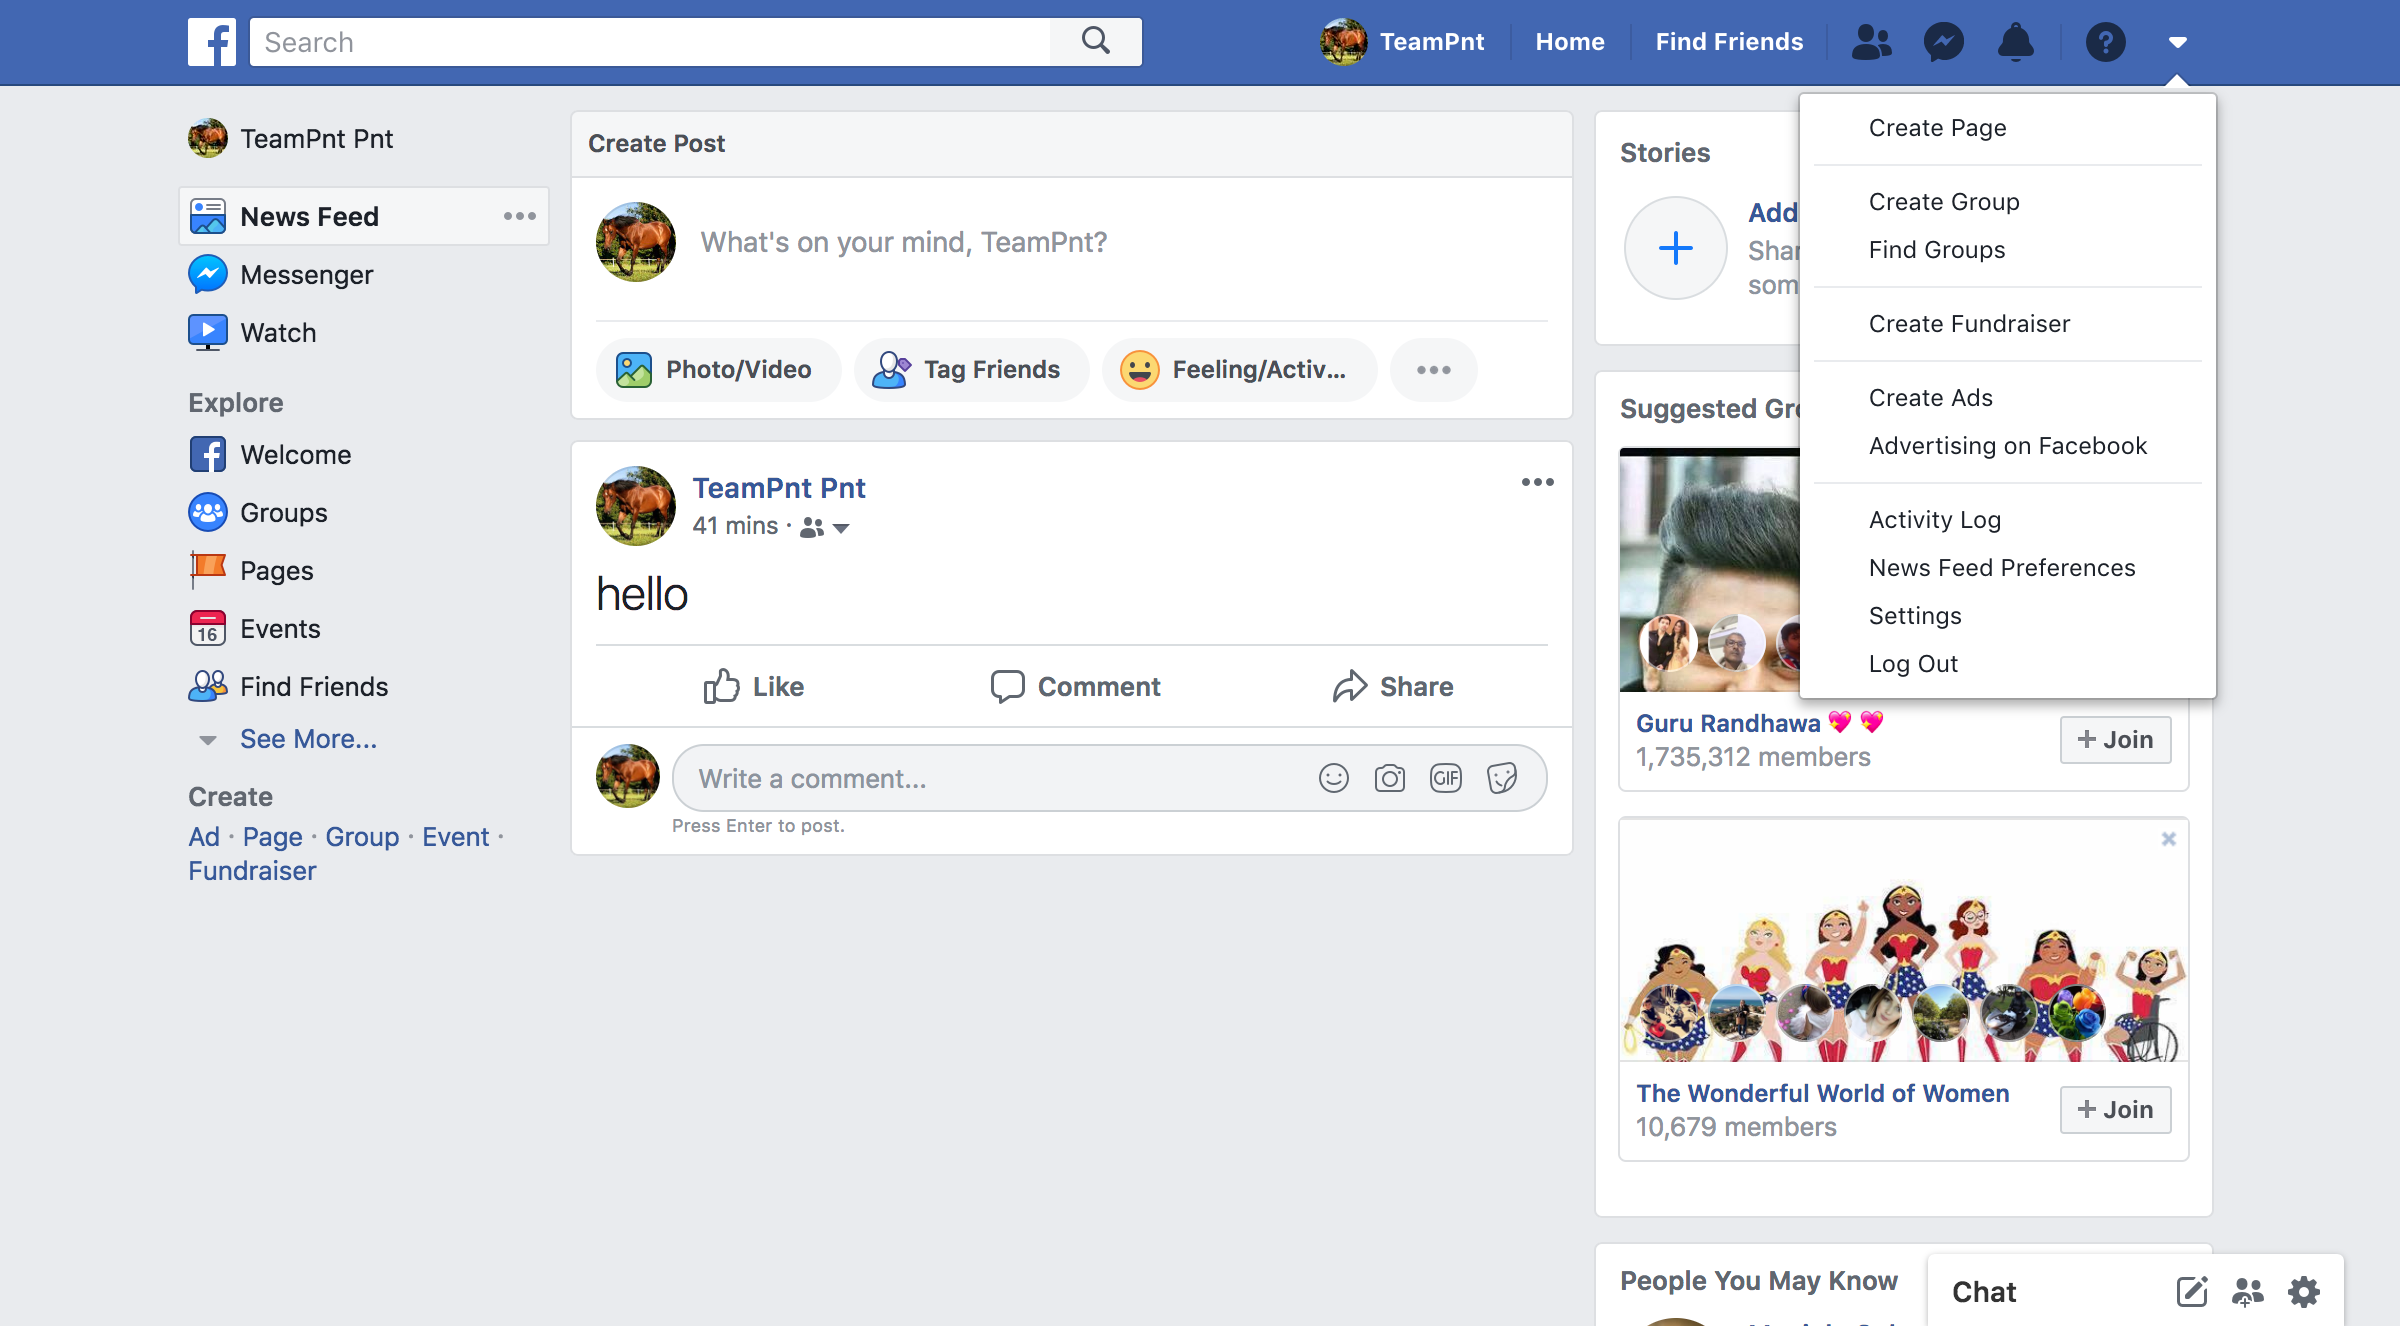 Search
TeamPnt
Home
Find Friends
TeamPnt Pnt
News Feed
Messenger
Watch
Explore
Welcome
Groups
Pages
16
Events
Find Friends
See More...
Create
Ad · Page · Group · Event ·
Fundraiser
Create Post
What's on your mind, TeamPnt?
Photo/Video
Tag Friends
Feeling/Activ...
TeamPnt Pnt
41 mins ·
hello
Like
Comment
Share
Write a comment...
GIF
Press Enter to post.
Stories
Add
Shar
som
Suggested Gro
Guru Randhawa 💖 💖
1,735,312 members
+ Join
The Wonderful World of Women
10,679 members
+ Join
People You May Know
Create Page
Create Group
Find Groups
Create Fundraiser
Create Ads
Advertising on Facebook
Activity Log
News Feed Preferences
Settings
Log Out
Chat